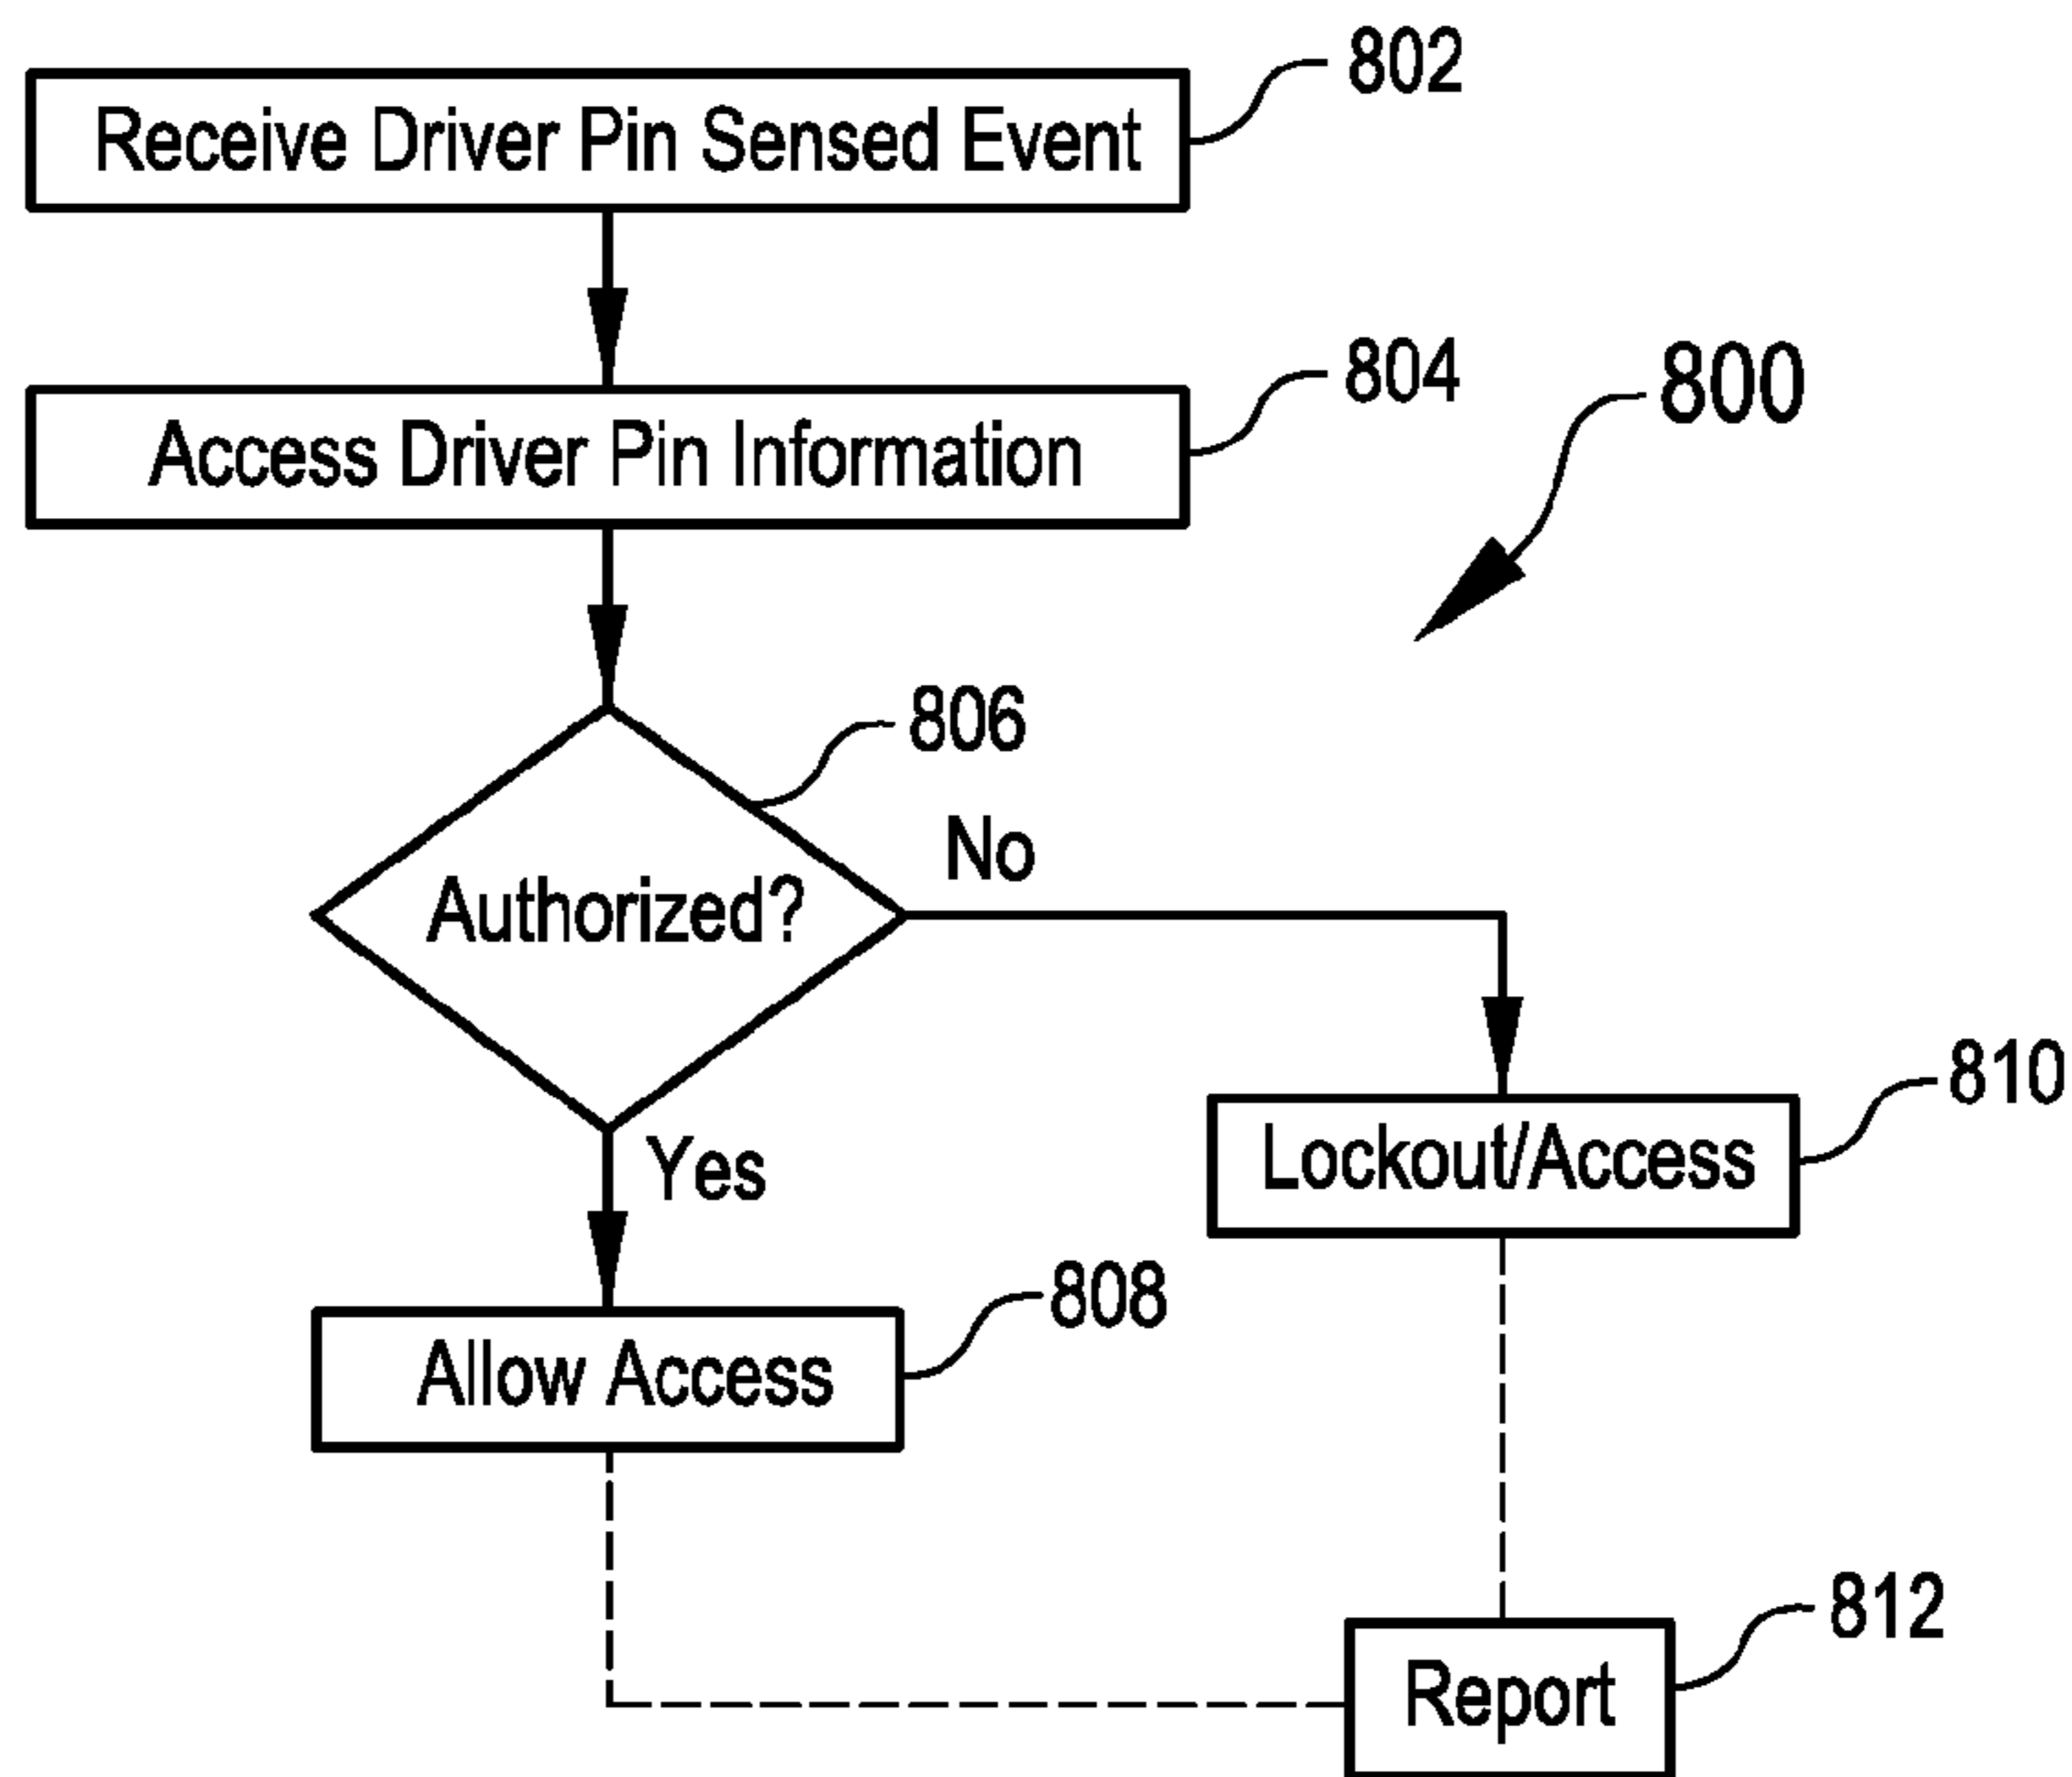 802
Receive Driver Pin Sensed Event
804
800
Access Driver Pin Information
806
No
Authorized?
810
Yes
Lockout/Access
808
Allow Access
812
Report